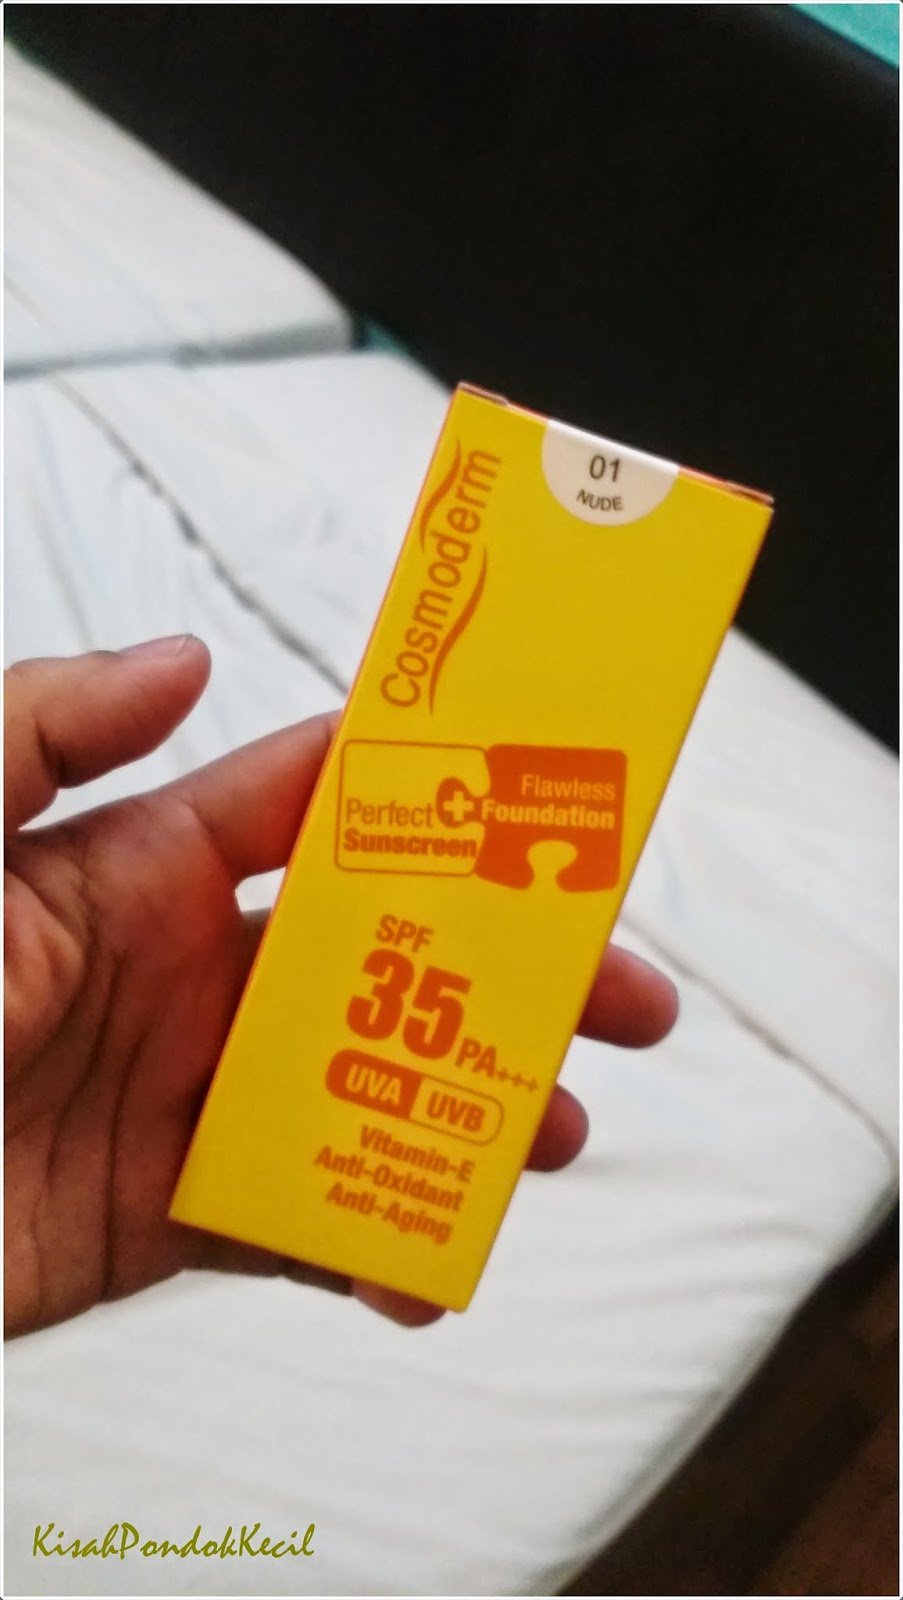 01
NUDE
Cosmoderm
Perfect
Sunscreen
+
Flawless
Foundation
SPF
35 PA+++
UVA UVB
Vitamin-E
Anti-Oxidant
Anti-Aging
KisahPondokKecil